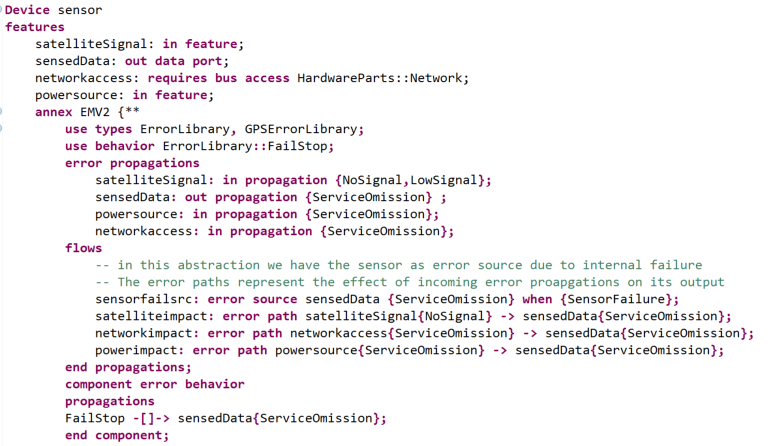 Device sensor
features
satelliteSignal: in feature;
sensedData: out data port;
networkaccess: requires bus access HardwareParts::Network;
powersource: in feature;
annex EMV2 {**
use types ErrorLibrary, GPSErrorLibrary;
use behavior ErrorLibrary::FailStop;
error propagations
satelliteSignal: in propagation {NoSignal,LowSignal};
sensedData: out propagation {ServiceOmission} ;
powersource: in propagation {ServiceOmission};
networkaccess: in propagation {ServiceOmission};
flows
-- in this abstraction we have the sensor as error source due to internal failure
-- The error paths represent the effect of incoming error proapgations on its output
sensorfailsrc: error source sensedData {ServiceOmission} when {SensorFailure};
satelliteimpact: error path satelliteSignal{NoSignal} -> sensedData{ServiceOmission};
networkimpact: error path networkaccess{ServiceOmission} -> sensedData{ServiceOmission};
powerimpact: error path powersource{ServiceOmission} -> sensedData{ServiceOmission};
end propagations;
component error behavior
propagations
FailStop -[]-> sensedData{ServiceOmission};
end component;